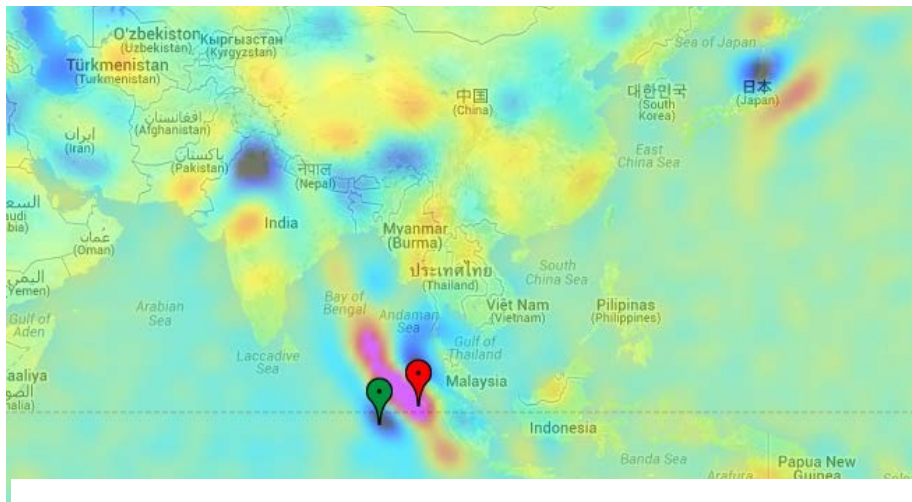 O'zbekiston
(Uzbekistan)
Кыргызстан
(Kyrgyzstan)
Türkmenistan
(Turkmenistan)
Sea of Japan
中国
(China)
대한민국
(South
Korea)
日本
(Japan)
افغانستان
(Afghanistan)
ایران
(Iran)
پاکستان
(Pakistan)
नेपाल
(Nepal)
East
China Sea
India
Myanmar
(Burma)
عُمان
(Oman)
ประเทศไทย
(Thailand)
South
China Sea
Việt Nam
(Vietnam)
Pilipinas
(Philippines)
Arabian
Sea
Bay of
Bengal
Andaman
Sea
Gulf of
Aden
Gulf of
Thailand
Laccadive
Sea
Malaysia
Indonesia
Banda Sea
Papua New
Guinea